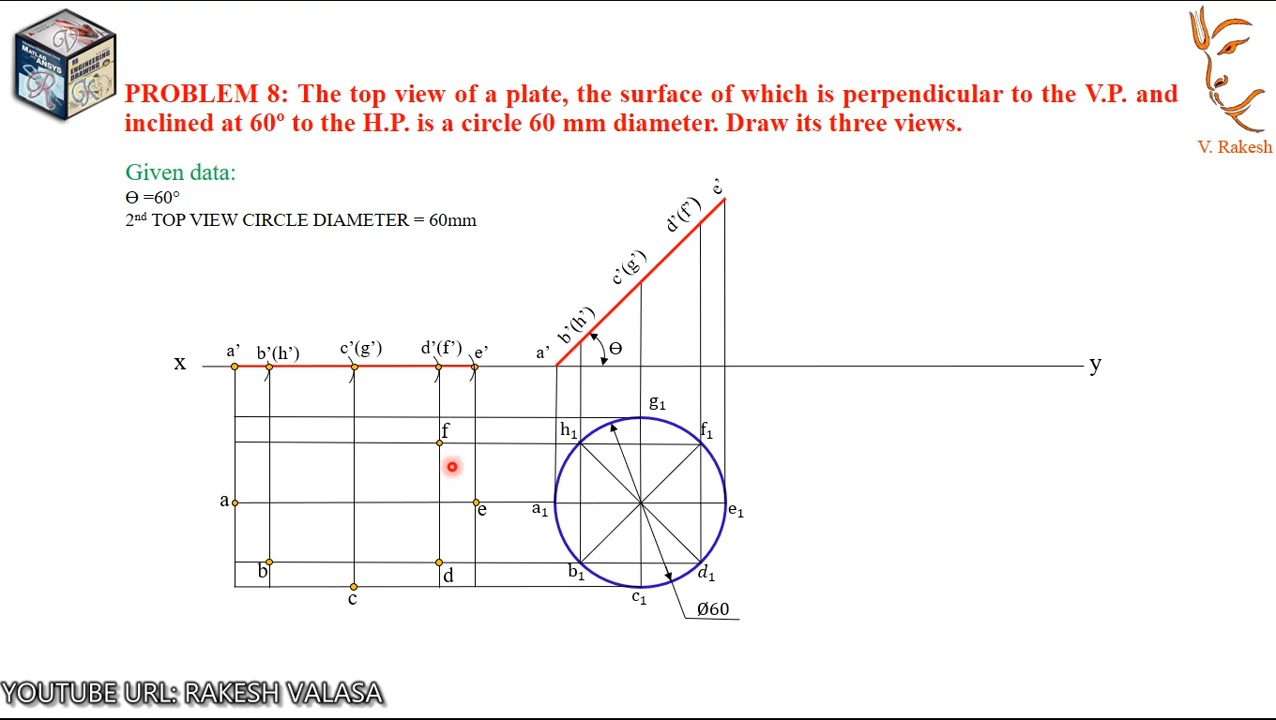 PROBLEM 8: The top view of a plate, the surface of which is perpendicular to the V.P. and
inclined at 60º to the H.P. is a circle 60 mm diameter. Draw its three views.
V. Rakesh
Given data:
Ɵ =60°
2nd TOP VIEW CIRCLE DIAMETER = 60mm
e’
d’(f’)
c’(g’)
b’(h’)
Ɵ
x
a’
b’(h’)
c’(g’)
d’(f’)
e’
a’
y
g₁
f
h₁
f₁
a
e
a₁
e₁
b
d
b₁
d₁
c
c₁
Ø60
YOUTUBE URL: RAKESH VALASA